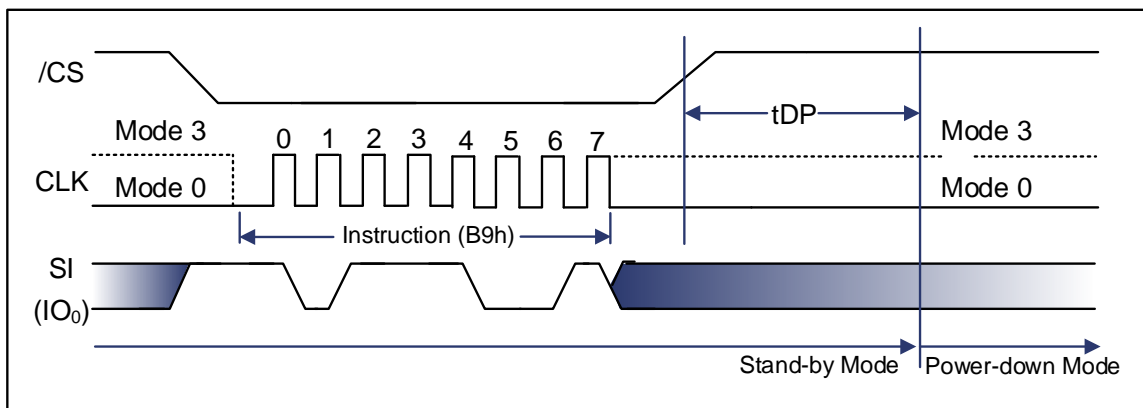 /CS
tDP
Mode 3
Mode 3
0 1 2 3 4 5 6 7
CLK
Mode 0
Mode 0
Instruction (B9h)
SI
(IO0)
Stand-by Mode
Power-down Mode